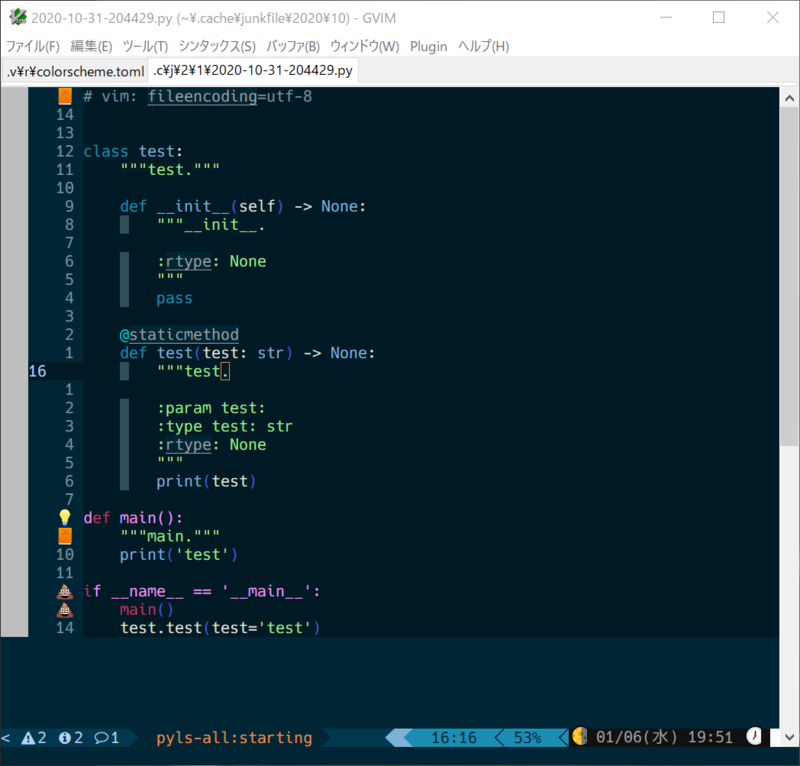 2020-10-31-204429.py (~¥.cache¥junkfile¥2020¥10) - GVIM
ファイル(F) 編集(E) ツール(T) シンタックス(S) バッファ(B) ウィンドウ(W) Plugin ヘルプ(H)
.v¥r¥colorscheme.toml .c¥j¥2¥1¥2020-10-31-204429.py
# vim: fileencoding=utf-8
14
13
12 class test:
11 """test."""
10
9 def __init__(self) -> None:
8 """__init__.
7
6 :rtype: None
5 """
4 pass
3
2 @staticmethod
1 def test(test: str) -> None:
16 """test.
1
2 :param test:
3 :type test: str
4 :rtype: None
5 """
6 print(test)
7
def main():
"""main."""
10 print('test')
11
if __name__ == '__main__':
main()
14 test.test(test='test')
< 2 2 1 pyls-all:starting 16:16 53% 01/06(水) 19:51